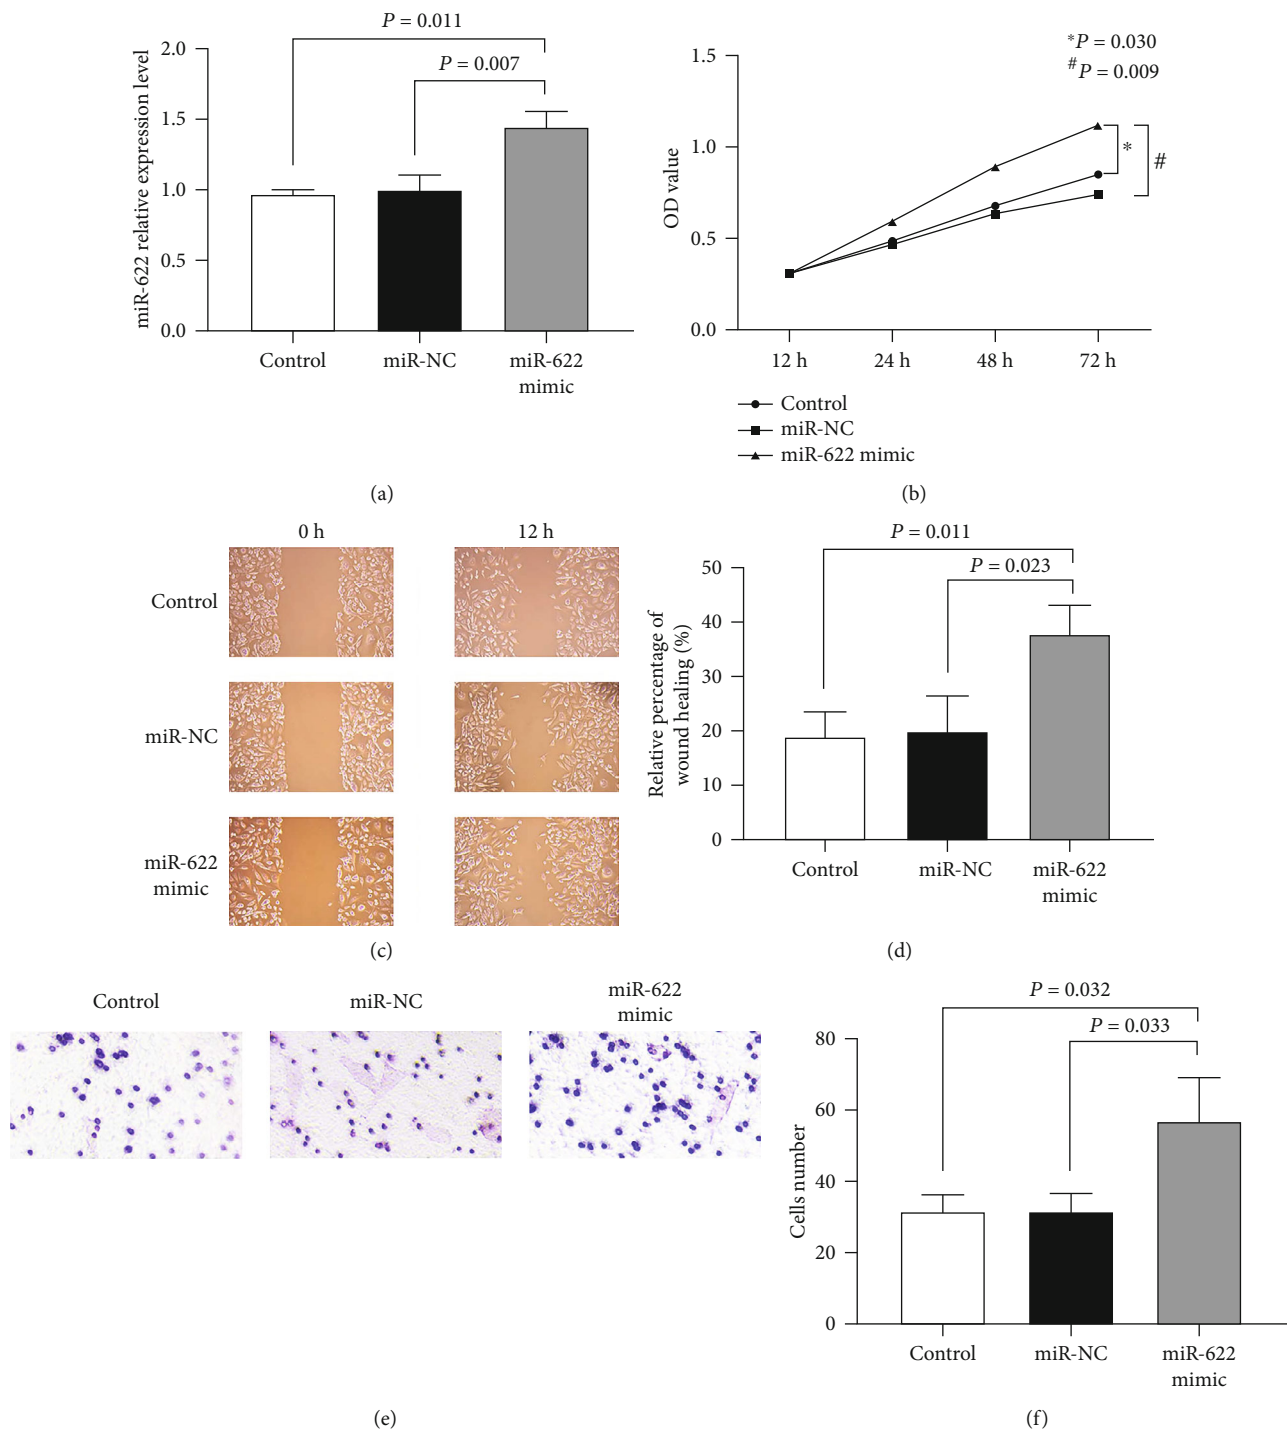 P = 0.011
P = 0.007
miR-622 relative expression level
2.0
1.5
1.0
0.5
0.0
Control
miR-NC
miR-622
mimic
(a)
*P = 0.030
#P = 0.009
OD value
1.5
1.0
0.5
0.0
*
#
12 h
24 h
48 h
72 h
Control
miR-NC
miR-622 mimic
(b)
0 h
12 h
Control
miR-NC
miR-622
mimic
(c)
P = 0.011
P = 0.023
Relative percentage of
wound healing (%)
50
40
30
20
10
0
Control
miR-NC
miR-622
mimic
(d)
Control
miR-NC
miR-622
mimic
(e)
P = 0.032
P = 0.033
Cells number
80
60
40
20
0
Control
miR-NC
miR-622
mimic
(f)